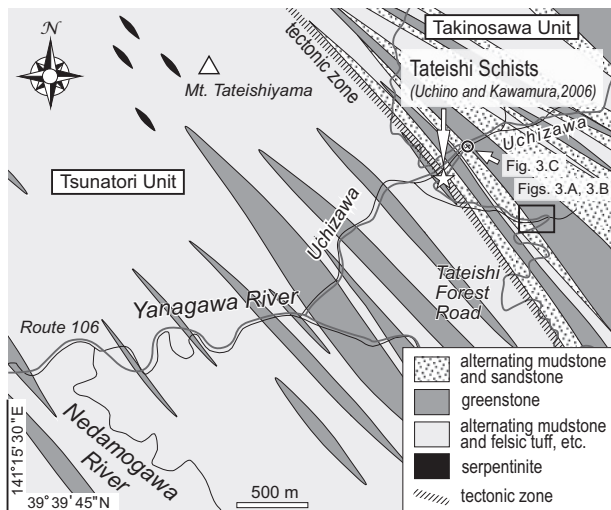 N
Takinosawa Unit
tectonic zone
Tateishi Schists
(Uchino and Kawamura,2006)
Mt. Tateishiyama
Uchizawa
Fig. 3.C
Figs. 3.A, 3.B
Tsunatori Unit
Uchizawa
Yanagawa River
Tateishi
Forest
Road
Route 106
Nedamogawa
River
alternating mudstone
and sandstone
greenstone
alternating mudstone
and felsic tuff, etc.
serpentinite
tectonic zone
141°15'30"E
39°39'45"N
500 m